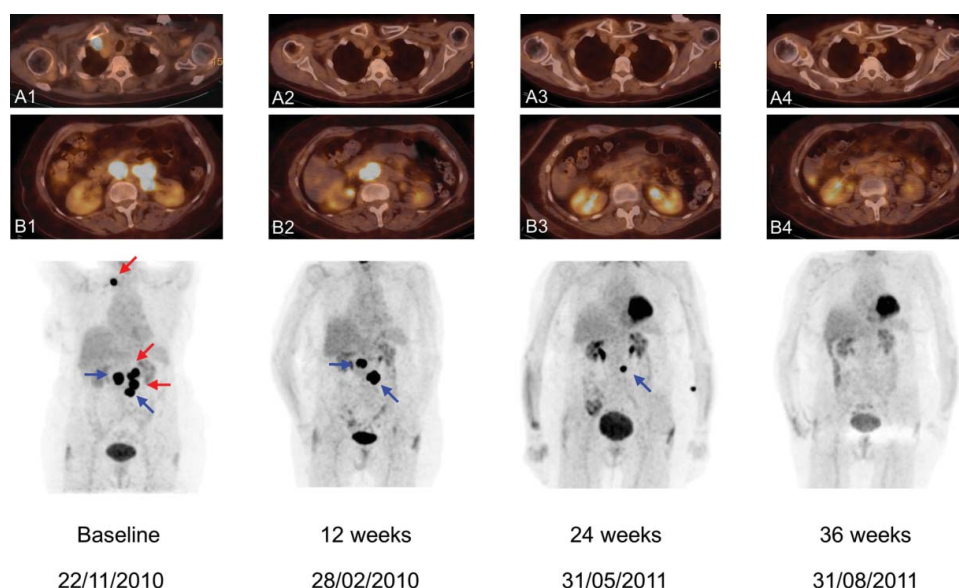 A1 A2 A3 A4
B1 B2 B3 B4
Baseline 12 weeks 24 weeks 36 weeks
22/11/2010 28/02/2010 31/05/2011 31/08/2011